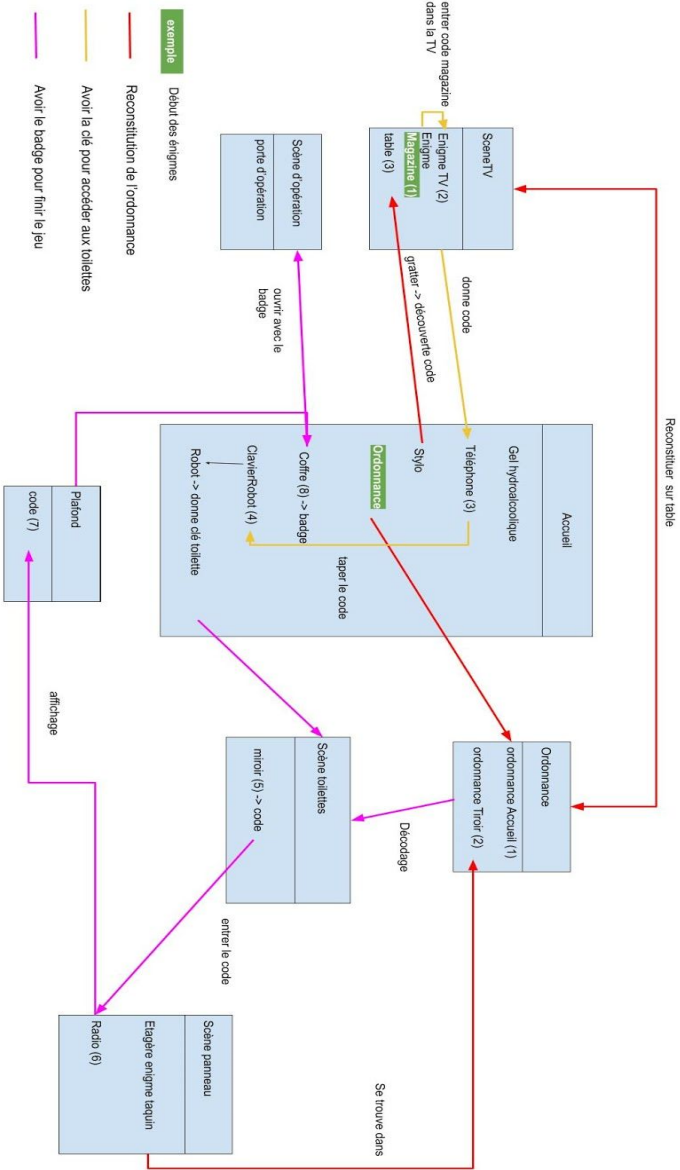 Reconstituer sur table
entrer code magazine
dans la TV
SceneTV
Enigme TV (2)
Enigme
Magazine (1)
table (3)
donne code
gratter -> découverte code
Scène d'opération
porte d'opération
ouvrir avec le
badge
Accueil
Gel hydroalcoolique
Téléphone (3)
Stylo
Ordonnance
Coffre (8) -> badge
ClavierRobot (4)
Robot -> donne clé toilette
taper le code
Plafond
code (7)
affichage
Ordonnance
ordonnance Accueil (1)
ordonnance Tiroir (2)
Décodage
Scène toilettes
miroir (5) -> code
entrer le code
Se trouve dans
Scène panneau
Etagère enigme taquin
Radio (6)
exemple Début des énigmes
Reconstitution de l'ordonnance
Avoir la clé pour accéder aux toilettes
Avoir le badge pour finir le jeu